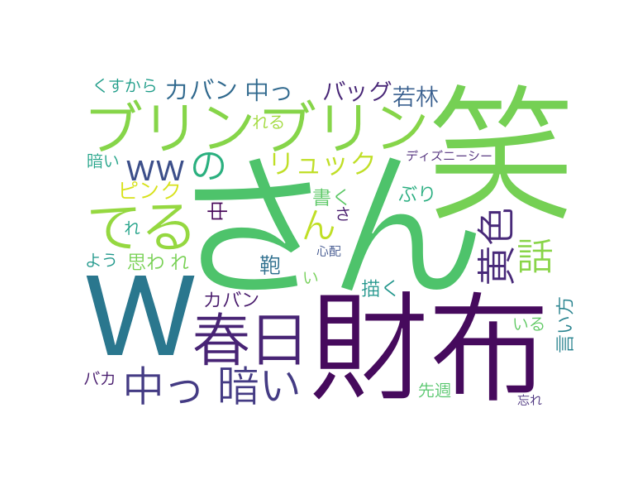 くすから カバン 中っ バッグ 若林 笑
ブリンブリン れる
暗い ww の リュック ディズニーシー
ピンク さん 書く ぶり
てる れ 中 ん さ 黄色 話
よう 思わ れ 鞄 い 心配
W カバン 描く
春日 財布 いる 言い方
バカ 中っ 暗い 先週 忘れ